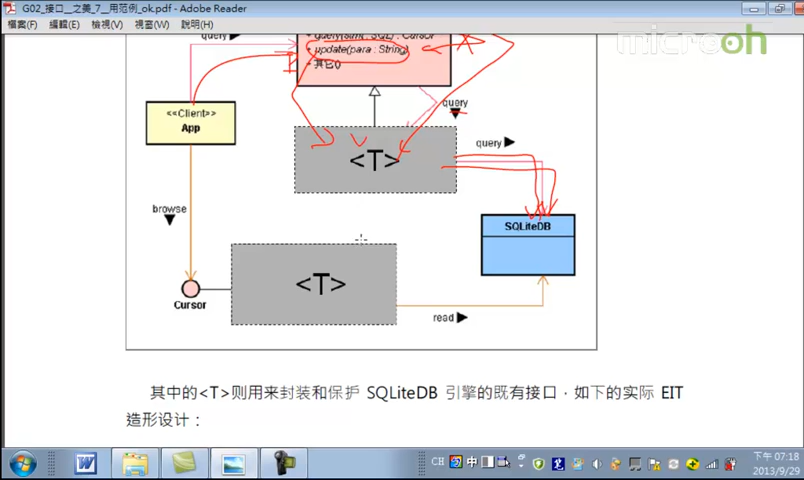 G02_接口__之美_7__用范例_ok.pdf - Adobe Reader
檔案(F) 編輯(E) 檢視(V) 視窗(W) 說明(H)
microoh
query
query(stmt : SQL) : Cursor
update(para : String)
其它()
<<Client>>
App
query
<T>
query
browse
SQLiteDB
<T>
Cursor
read
其中的<T>则用来封装和保护 SQLiteDB 引擎的既有接口，如下的实际 EIT
造形设计：
CH 中
下午 07:18
2013/9/29